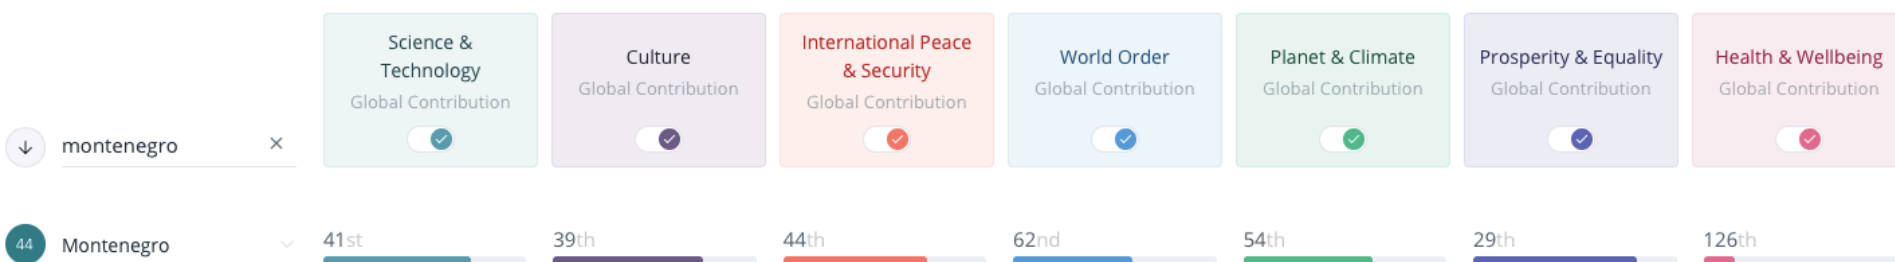 Science &
Technology
Global Contribution
Culture
Global Contribution
International Peace
& Security
Global Contribution
World Order
Global Contribution
Planet & Climate
Global Contribution
Prosperity & Equality
Global Contribution
Health & Wellbeing
Global Contribution
montenegro
44 Montenegro 41st 39th 44th 62nd 54th 29th 126th